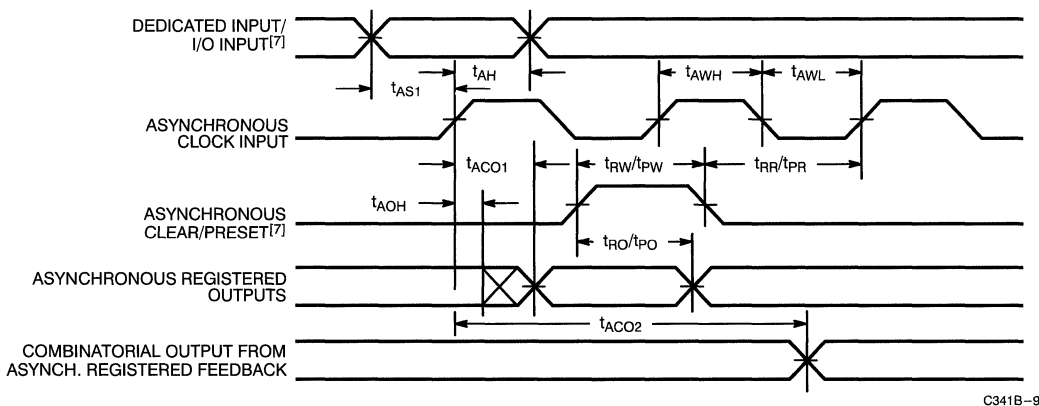 DEDICATED INPUT/
I/O INPUT[7]
tAH
tAS1
tAWH
tAWL
ASYNCHRONOUS
CLOCK INPUT
tACO1
tRW/tPW
tRR/tPR
tAOH
ASYNCHRONOUS
CLEAR/PRESET[7]
tRO/tPO
ASYNCHRONOUS REGISTERED
OUTPUTS
tACO2
COMBINATORIAL OUTPUT FROM
ASYNCH. REGISTERED FEEDBACK
C341B-9